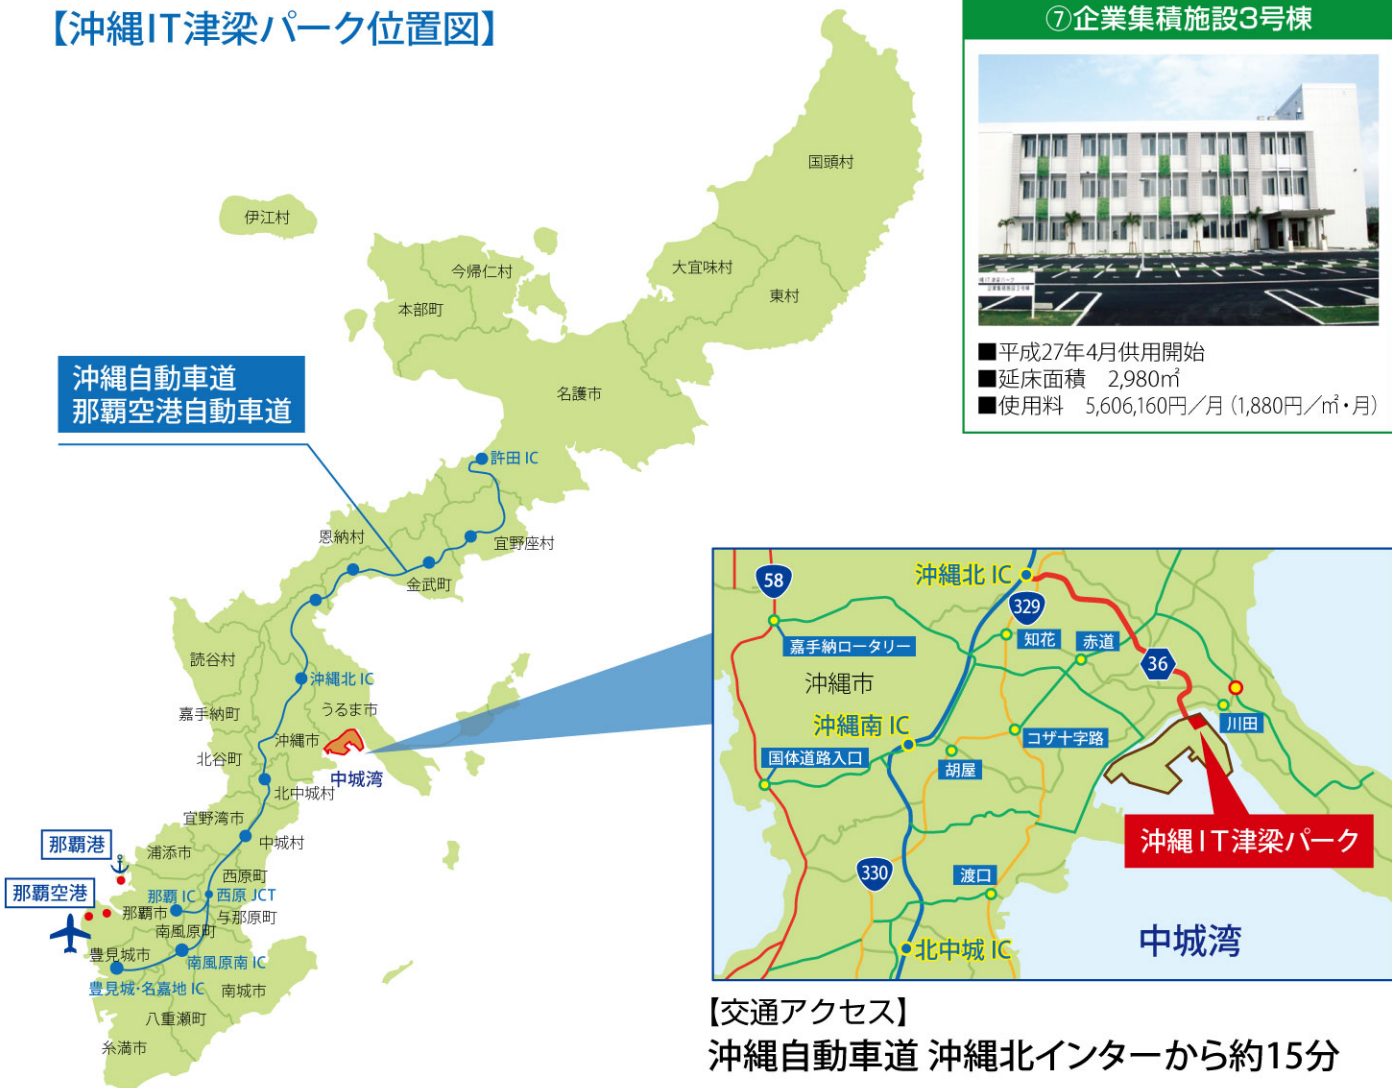 【沖縄IT津梁パーク位置図】
⑦企業集積施設3号棟
企業集積施設3号棟
■平成27年4月供用開始
■延床面積 2,980㎡
■使用料 5,606,160円／月（1,880円／㎡・月）
沖縄自動車道
那覇空港自動車道
国頭村
伊江村
大宜味村
今帰仁村
東村
本部町
名護市
許田 IC
恩納村
宜野座村
金武町
読谷村
沖縄北 IC
うるま市
嘉手納町
沖縄市
北谷町
中城湾
北中城村
宜野湾市
中城村
那覇港
浦添市
西原町
那覇空港
那覇 IC
西原 JCT
那覇市
与那原町
南風原町
豊見城市
南風原南 IC
豊見城・名嘉地 IC
南城市
八重瀬町
糸満市
58
沖縄北 IC
329
嘉手納ロータリー
知花
赤道
36
沖縄市
沖縄南 IC
川田
コザ十字路
国体道路入口
胡屋
沖縄IT津梁パーク
330
渡口
中城湾
北中城 IC
【交通アクセス】
沖縄自動車道 沖縄北インターから約15分